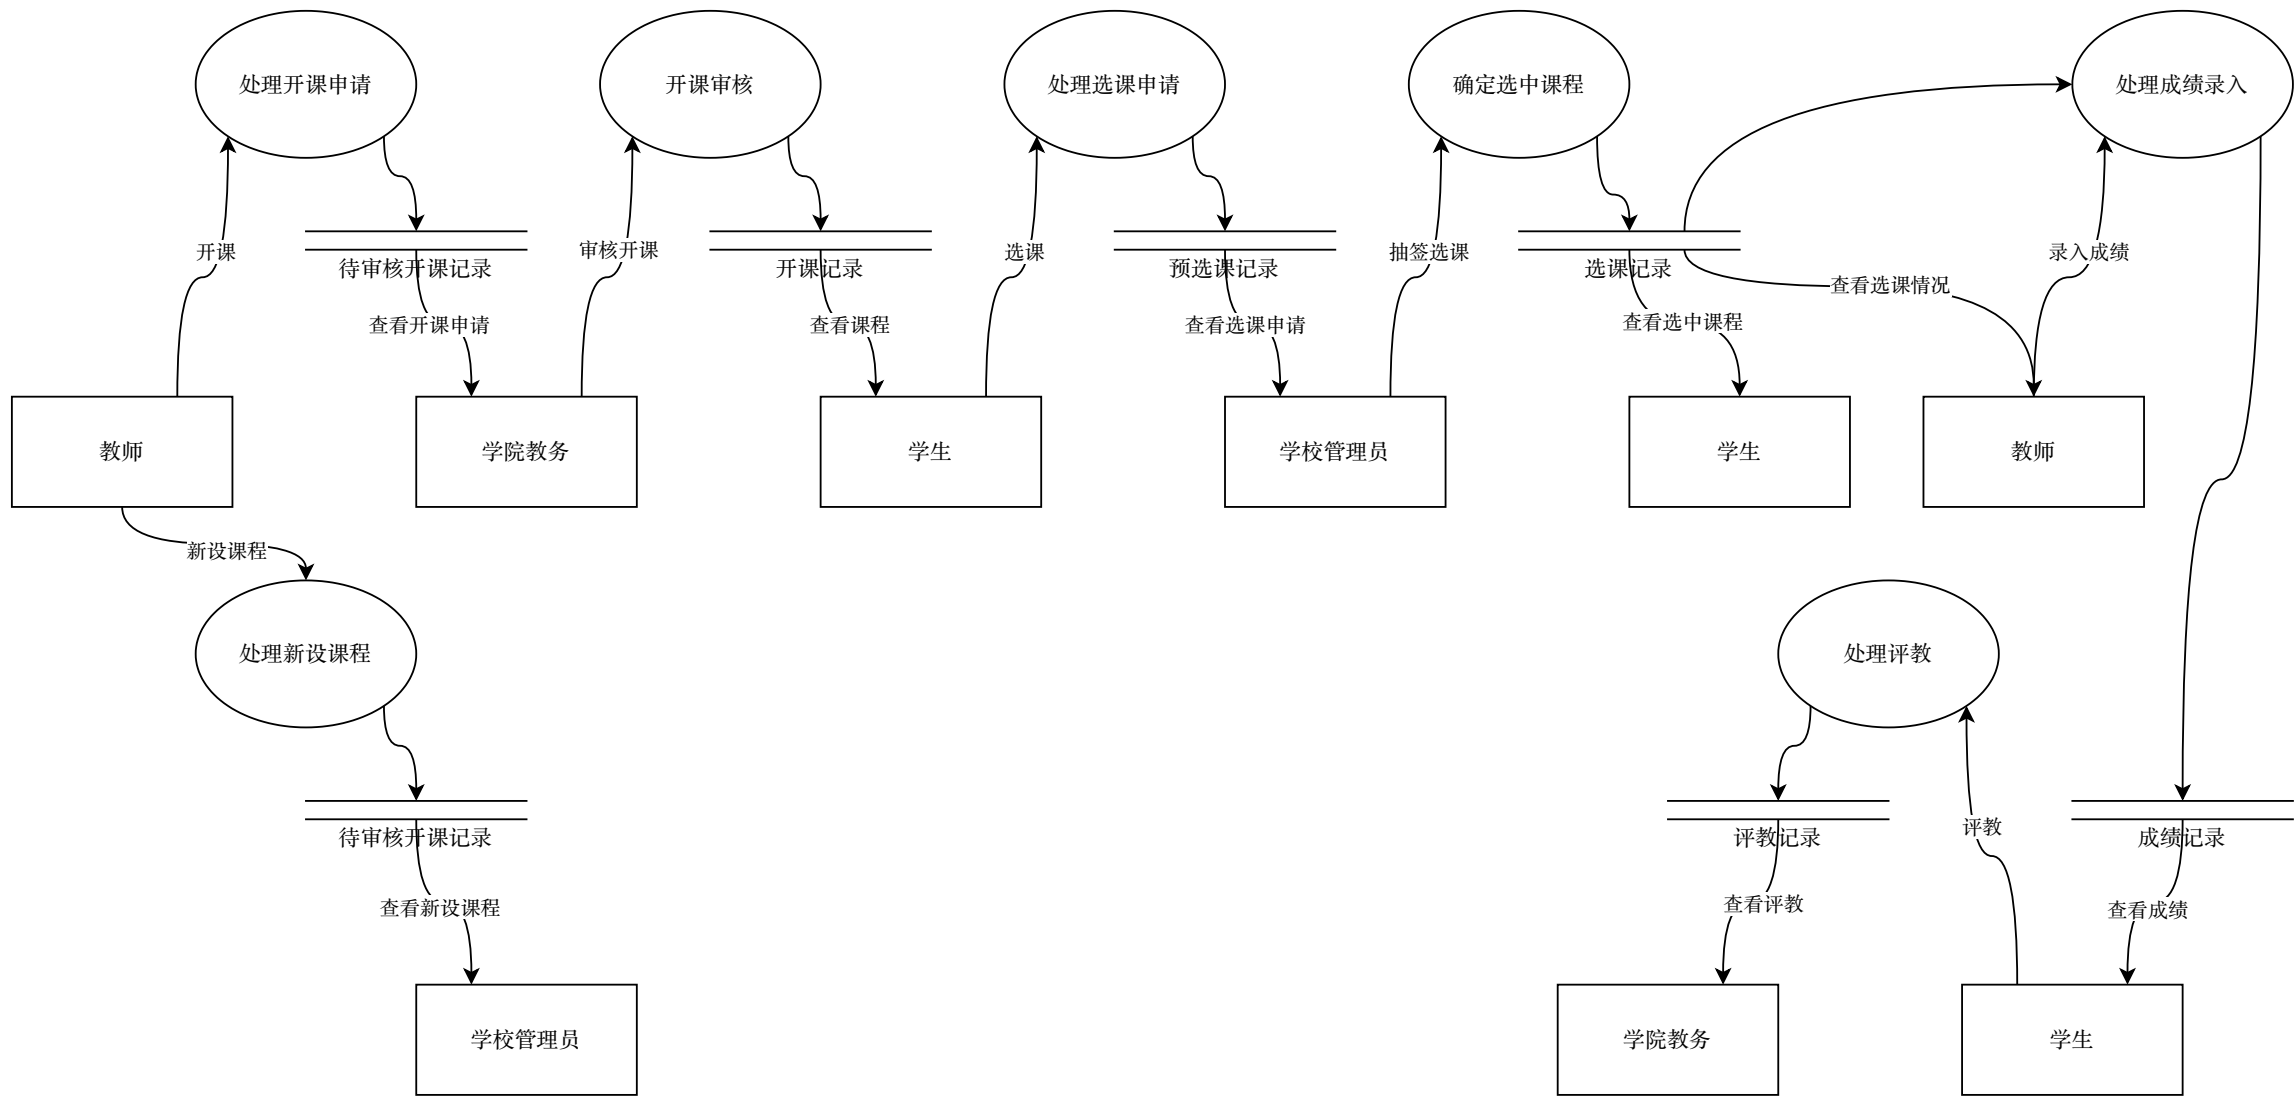 处理开课申请
开课审核
处理选课申请
确定选中课程
处理成绩录入
开课
审核开课
选课
抽签选课
录入成绩
待审核开课记录
开课记录
预选课记录
选课记录
查看选课情况
查看开课申请
查看课程
查看选课申请
查看选中课程
教师
学院教务
学生
学校管理员
学生
教师
新设课程
处理新设课程
处理评教
待审核开课记录
评教记录
评教
成绩记录
查看新设课程
查看评教
查看成绩
学校管理员
学院教务
学生